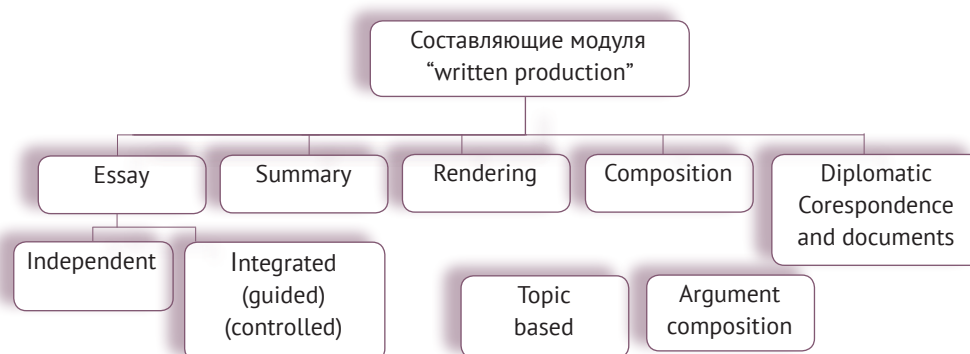 Составляющие модуля
“written production”
Essay
Summary
Rendering
Composition
Diplomatic
Corespondence
and documents
Independent
Integrated
(guided)
(controlled)
Topic
based
Argument
composition